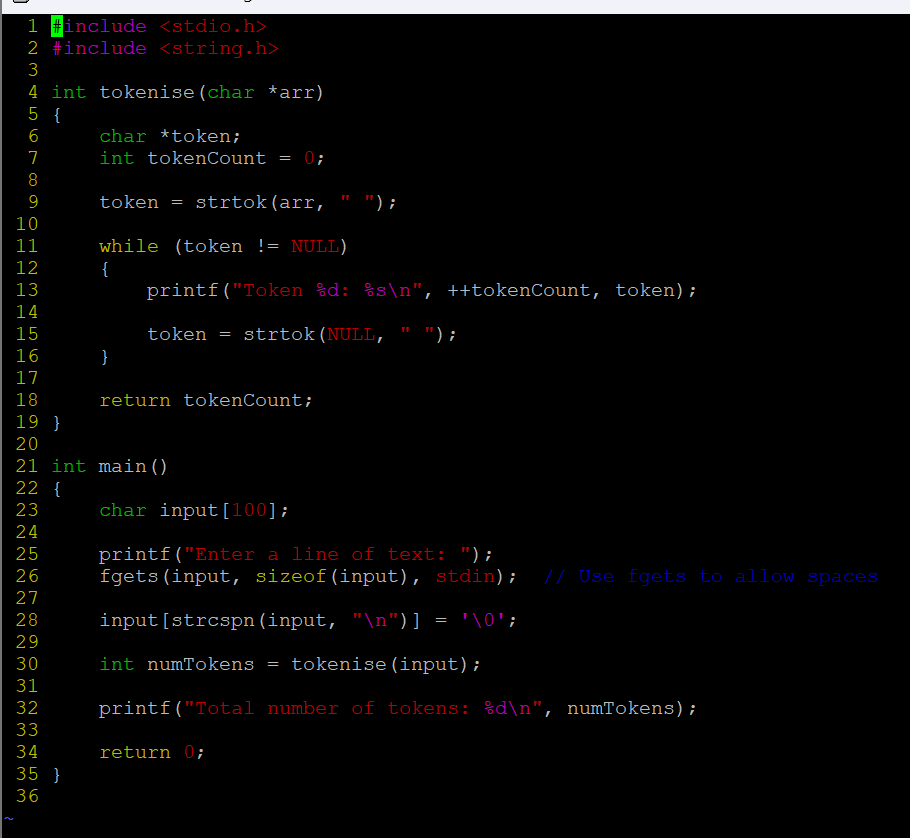 1 #include <stdio.h>
2 #include <string.h>
3
4 int tokenise(char *arr)
5 {
6     char *token;
7     int tokenCount = 0;
8
9     token = strtok(arr, " ");
10
11     while (token != NULL)
12     {
13         printf("Token %d: %s\n", ++tokenCount, token);
14
15         token = strtok(NULL, " ");
16     }
17
18     return tokenCount;
19 }
20
21 int main()
22 {
23     char input[100];
24
25     printf("Enter a line of text: ");
26     fgets(input, sizeof(input), stdin);  // Use fgets to allow spaces
27
28     input[strcspn(input, "\n")] = '\0';
29
30     int numTokens = tokenise(input);
31
32     printf("Total number of tokens: %d\n", numTokens);
33
34     return 0;
35 }
36
~